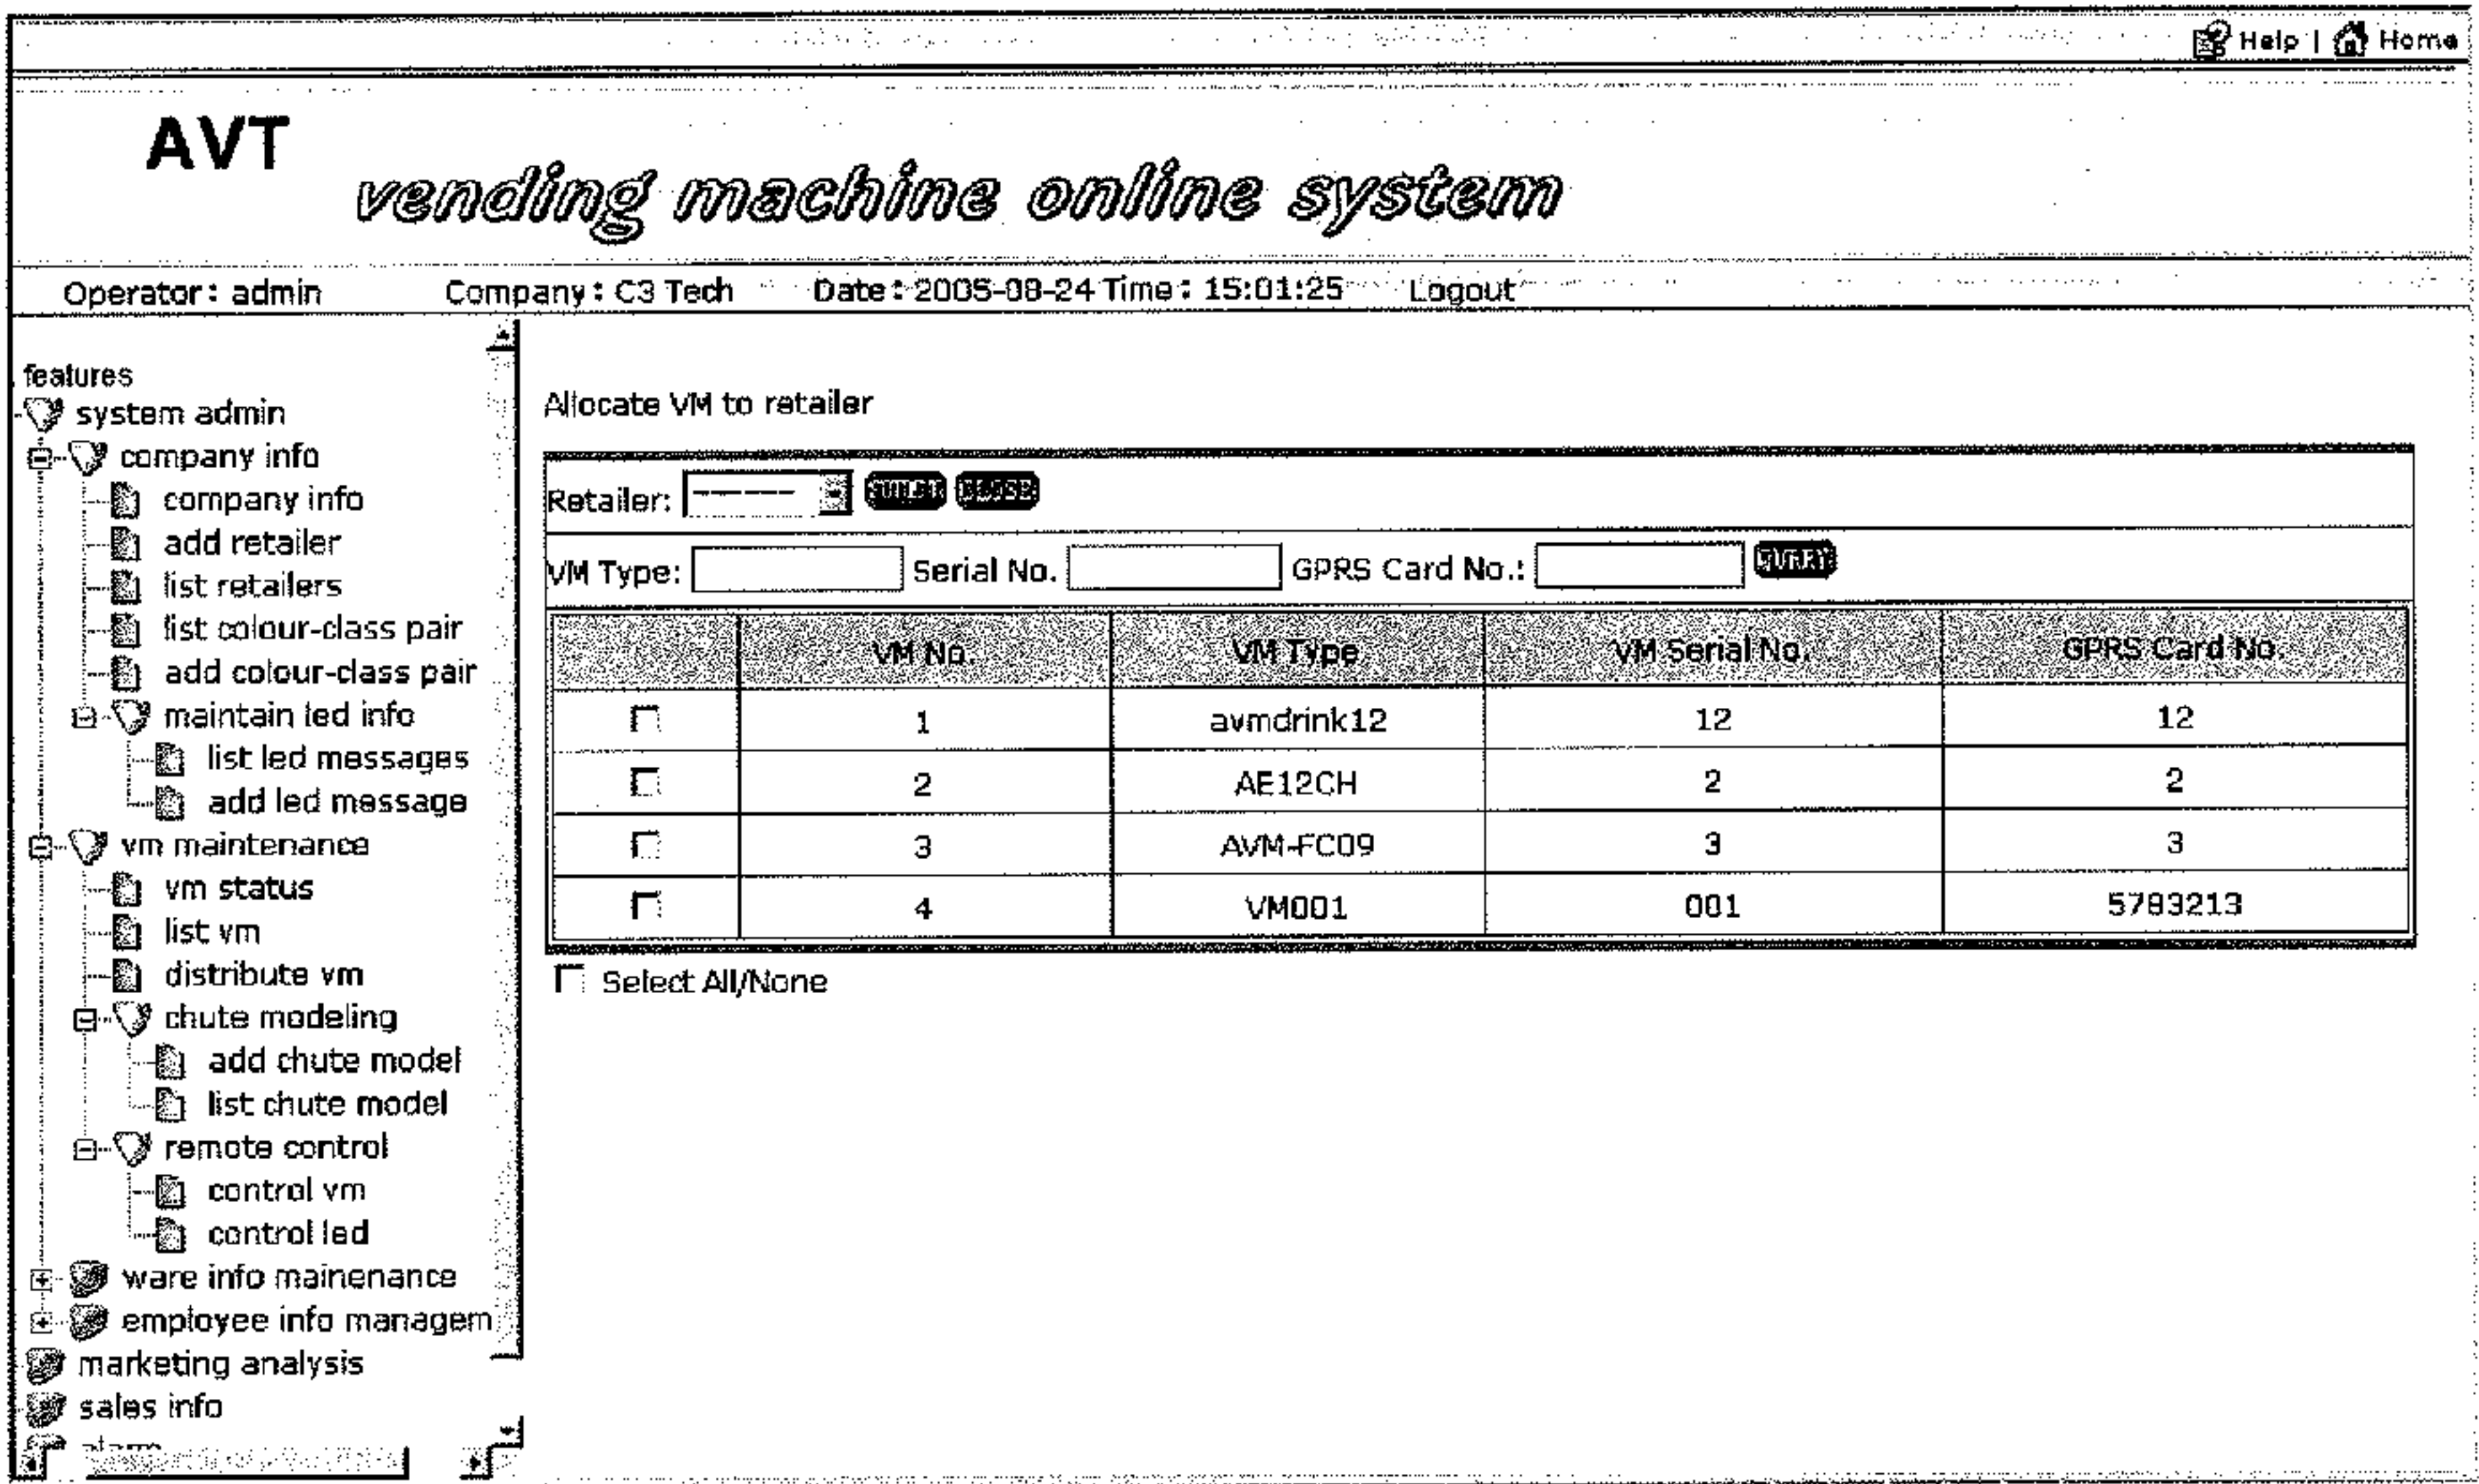 Help | Home
AVT
vending machine online system
Operator: admin Company: C3 Tech Date: 2005-08-24 Time: 15:01:25 Logout
features
system admin
company info
company info
add retailer
list retailers
list colour-class pair
add colour-class pair
maintain led info
list led messages
add led message
vm maintenance
vm status
list vm
distribute vm
chute modeling
add chute model
list chute model
remote control
control vm
control led
ware info mainenance
employee info managem
marketing analysis
sales info
Allocate VM to retailer
Retailer: ------ CLOSE
VM Type: Serial No. GPRS Card No.: QUERY
VM No. VM Type VM Serial No. GPRS Card No.
1 avmdrink12 12 12
2 AE12CH 2 2
3 AVM-FC09 3 3
4 VM001 001 5783213
Select All/None